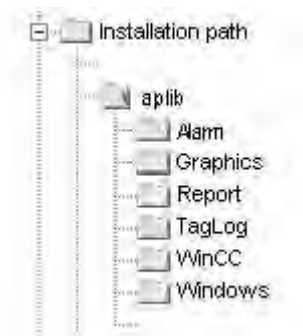 Installation path
aplib
Alarm
Graphics
Report
TagLog
WinCC
Windows